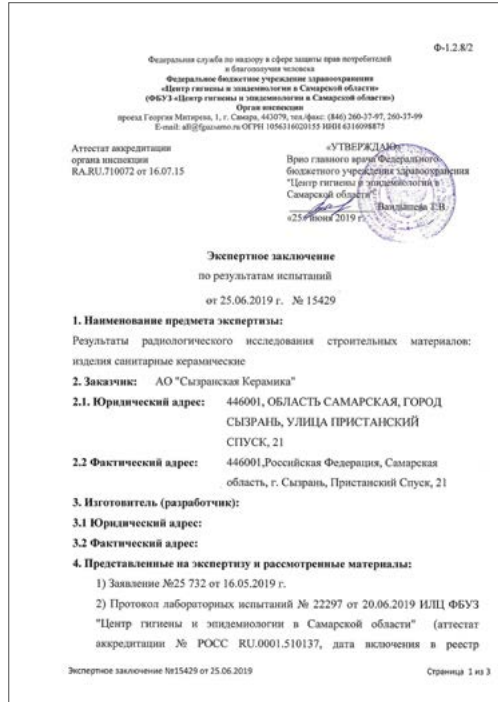 Ф-1.2.8/2
Федеральная служба по надзору в сфере защиты прав потребителей
и благополучия человека
Федеральное бюджетное учреждение здравоохранения
«Центр гигиены и эпидемиологии в Самарской области»
(ФБУЗ «Центр гигиены и эпидемиологии в Самарской области»)
Орган инспекции
проезд Георгия Митирева, 1, г. Самара, 443079, тел./факс: (846) 260-37-97, 260-37-99
E-mail: all@fguzsamo.ru ОГРН 1056316020155 ИНН 6316098875
Аттестат аккредитации
органа инспекции
RA.RU.710072 от 16.07.15
«УТВЕРЖДАЮ»
Врио главного врача Федерального
бюджетного учреждения здравоохранения
"Центр гигиены и эпидемиологии в
Самарской области"
Вандышева Т.В.
«25» июня 2019 г.
Экспертное заключение
по результатам испытаний
от 25.06.2019 г. № 15429
1. Наименование предмета экспертизы:
Результаты радиологического исследования строительных материалов:
изделия санитарные керамические
2. Заказчик: АО "Сызранская Керамика"
2.1. Юридический адрес: 446001, ОБЛАСТЬ САМАРСКАЯ, ГОРОД
СЫЗРАНЬ, УЛИЦА ПРИСТАНСКИЙ
СПУСК, 21
2.2 Фактический адрес: 446001,Российская Федерация, Самарская
область, г. Сызрань, Пристанский Спуск, 21
3. Изготовитель (разработчик):
3.1 Юридический адрес:
3.2 Фактический адрес:
4. Представленные на экспертизу и рассмотренные материалы:
1) Заявление №25 732 от 16.05.2019 г.
2) Протокол лабораторных испытаний № 22297 от 20.06.2019 ИЛЦ ФБУЗ
"Центр гигиены и эпидемиологии в Самарской области" (аттестат
аккредитации № РОСС RU.0001.510137, дата включения в реестр
Экспертное заключение №15429 от 25.06.2019
Страница 1 из 3